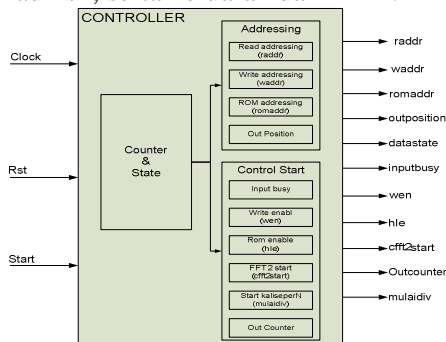 CONTROLLER
Clock
Rst
Start
Counter
&
State
Addressing
Read addressing
(raddr)
Write addressing
(waddr)
ROM addressing
(romaddr)
Out Position
Control Start
Input busy
Write enabl
(wen)
Rom enable
(hle)
FFT2 start
(cfft2start)
Start kaliseperN
(mulaidiv)
Out Counter
raddr
waddr
romaddr
outposition
datastate
inputbusy
wen
hle
cfft2start
Outcounter
mulaidiv